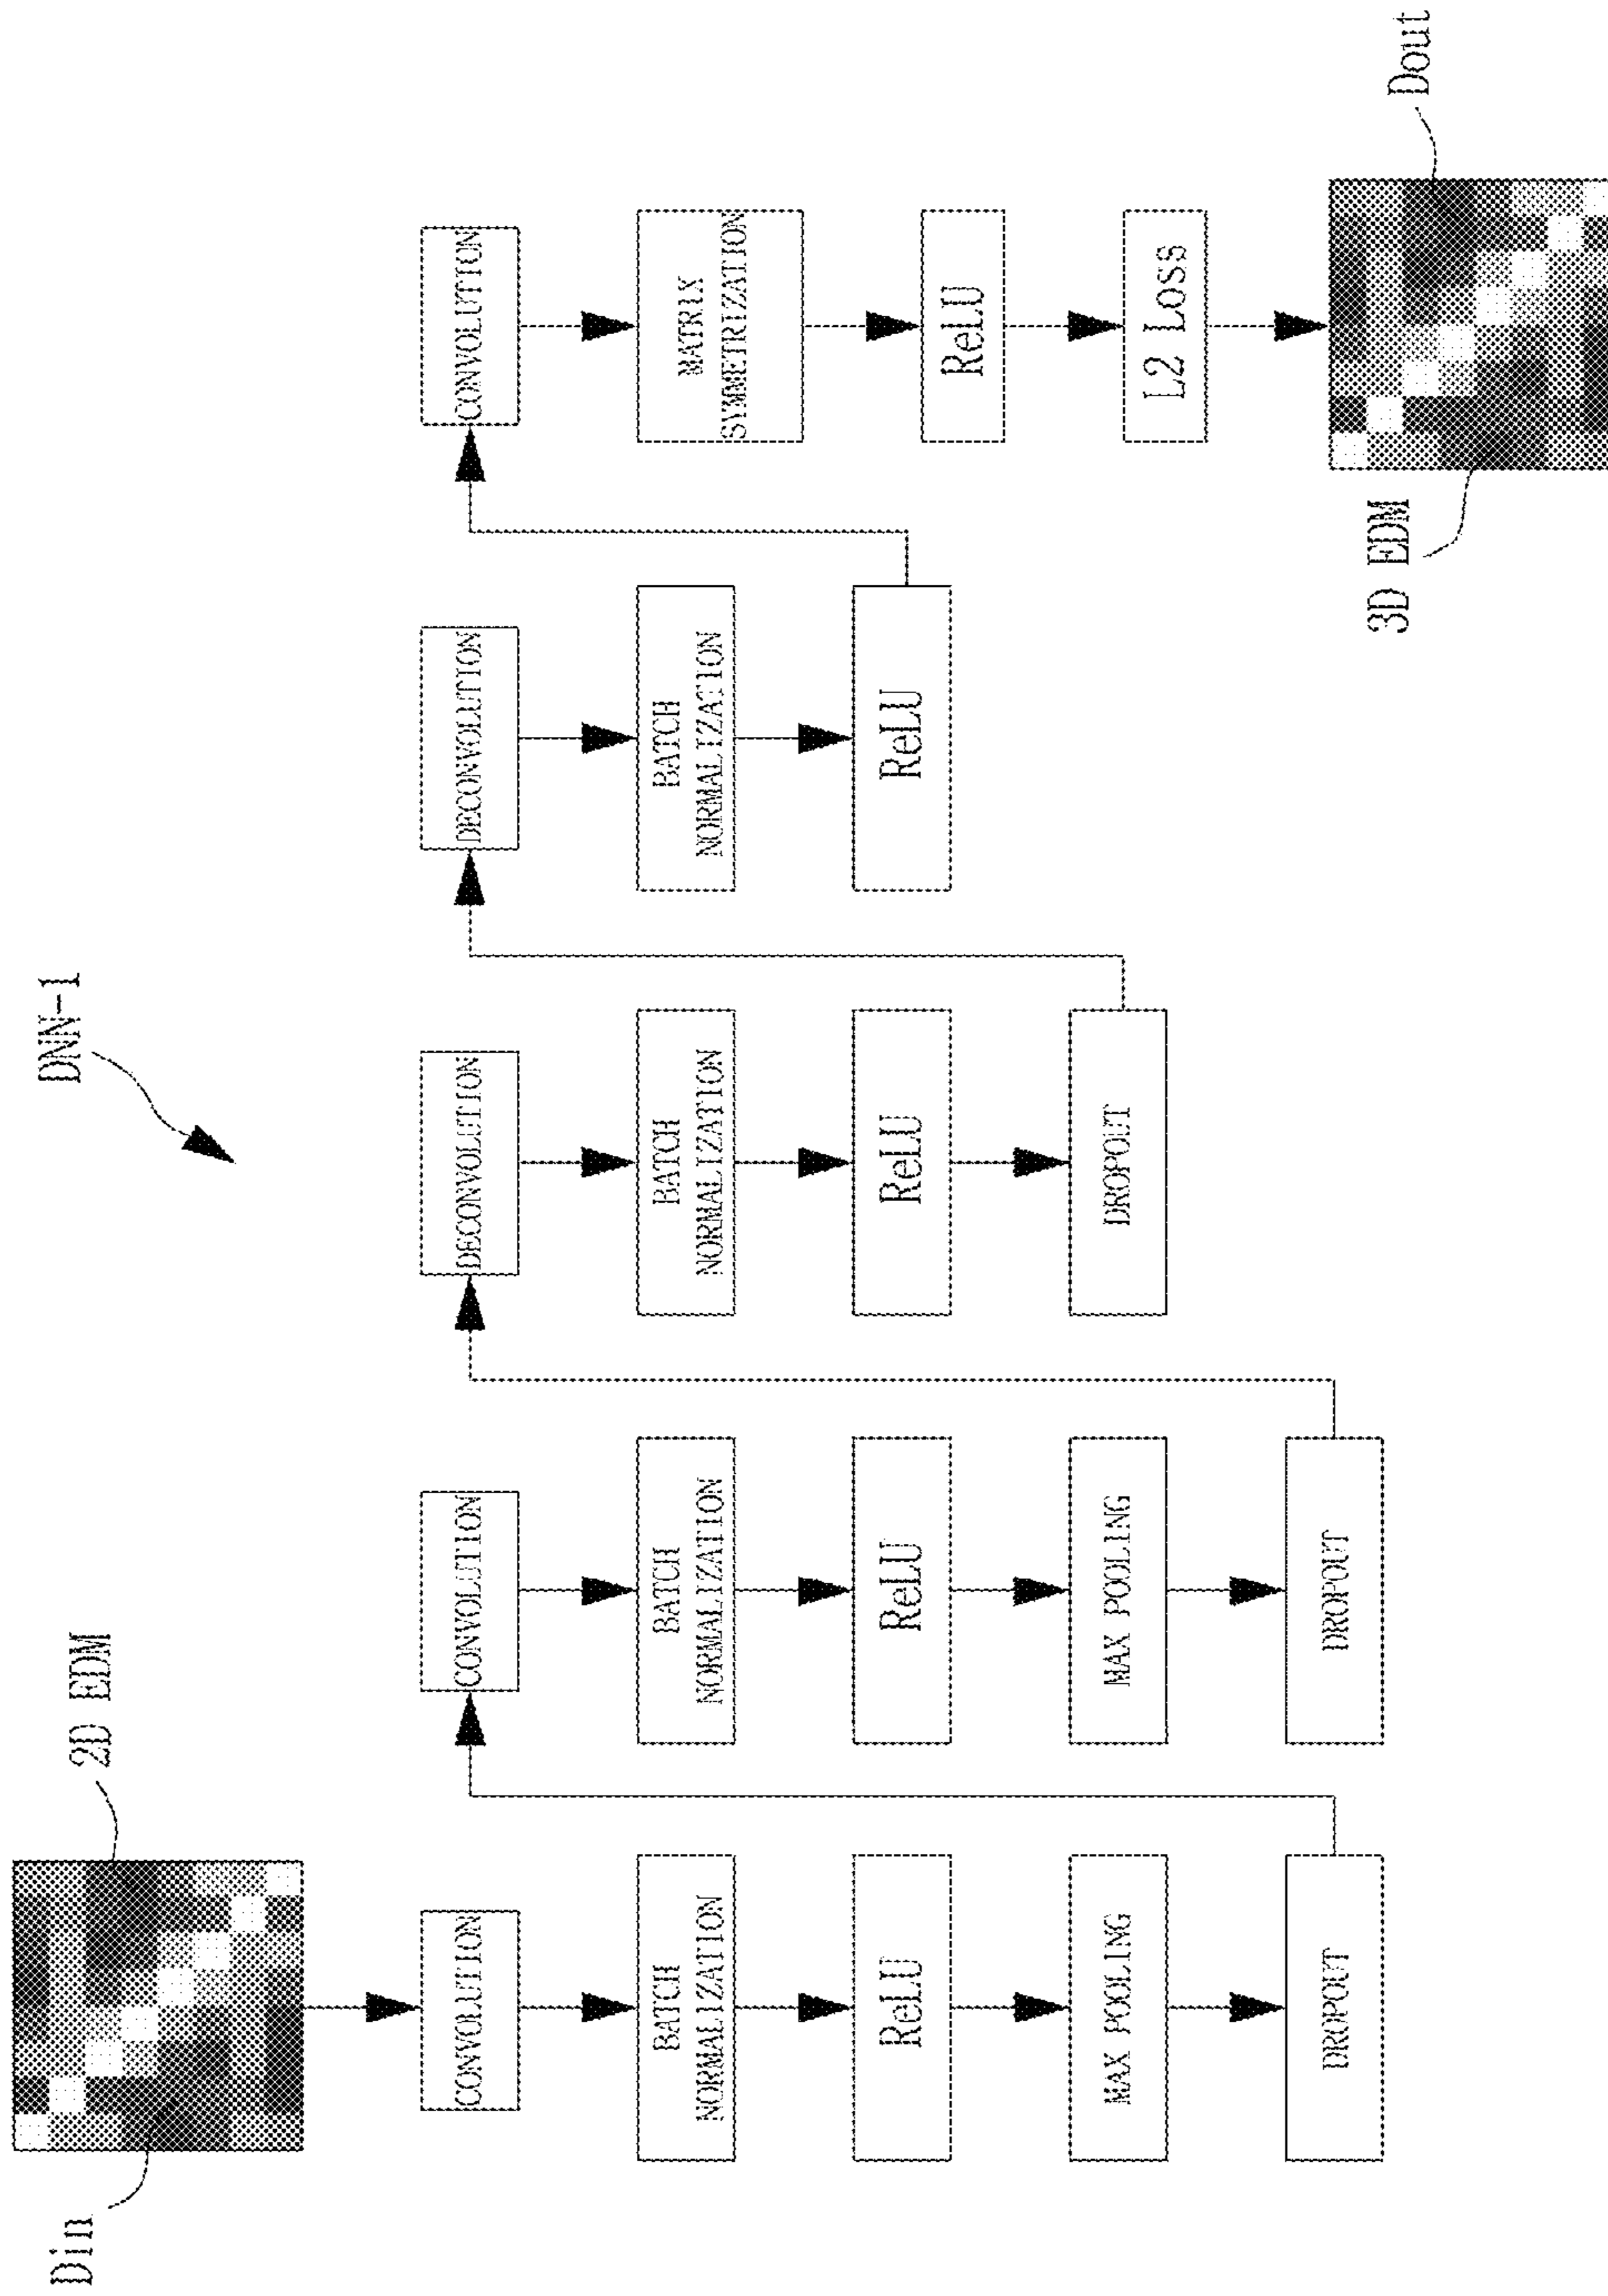 DNN-1
Din
2D EDM
CONVOLUTION
BATCH
NORMALIZATION
ReLU
MAX POOLING
DROPOUT
CONVOLUTION
BATCH
NORMALIZATION
ReLU
MAX POOLING
DROPOUT
DECONVOLUTION
BATCH
NORMALIZATION
ReLU
DROPOUT
DECONVOLUTION
BATCH
NORMALIZATION
ReLU
CONVOLUTION
MATRIX
SYMMETRIZATION
ReLU
L2 Loss
3D EDM
Dout